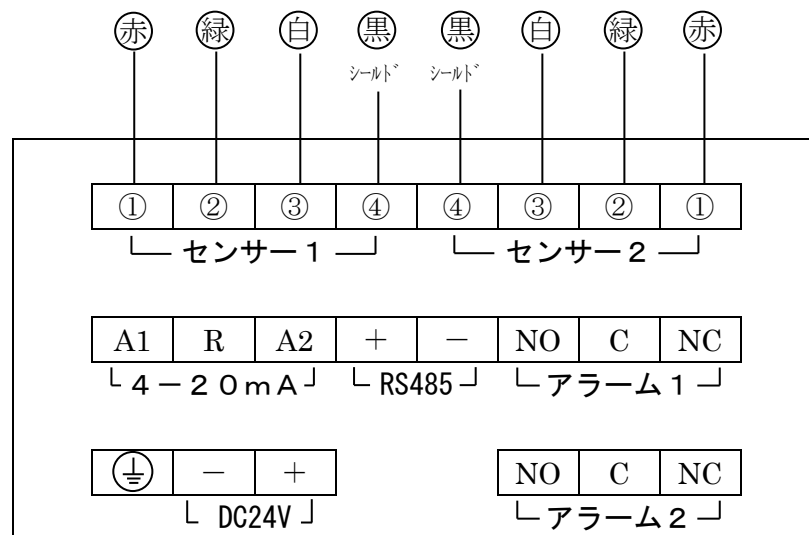 赤 緑 白 黒 黒 白 緑 赤
シールド シールド
① ② ③ ④ ④ ③ ② ①
センサー1 センサー2
A1 R A2 + − NO C NC
4−20mA RS485 アラーム1
− + NO C NC
DC24V アラーム2